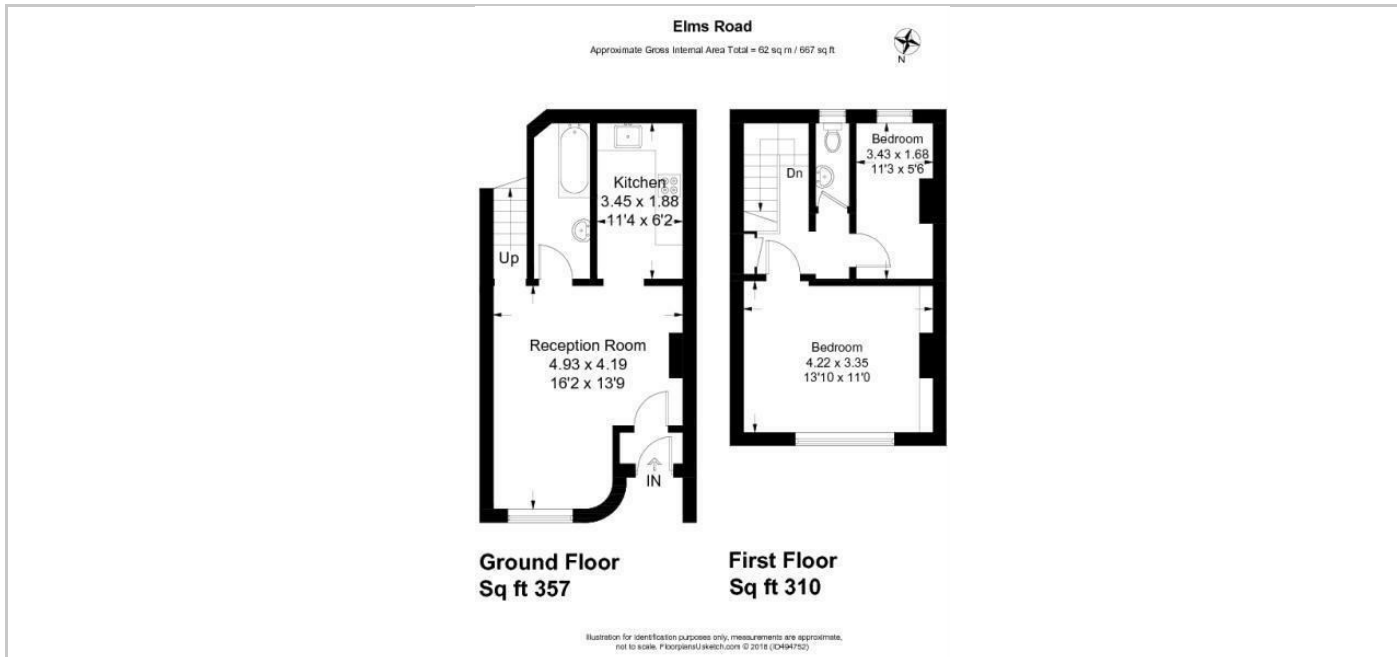 Elms Road
Approximate Gross Internal Area Total = 62 sq m / 667 sq ft
N
Kitchen
3.45 x 1.88
11'4 x 6'2
Up
Reception Room
4.93 x 4.19
16'2 x 13'9
IN
Dn
Bedroom
3.43 x 1.68
11'3 x 5'6
Bedroom
4.22 x 3.35
13'10 x 11'0
Ground Floor
Sq ft 357
First Floor
Sq ft 310
Illustration for identification purposes only, measurements are approximate,
not to scale. FloorplansUsketch.com © 2018 (ID494752)